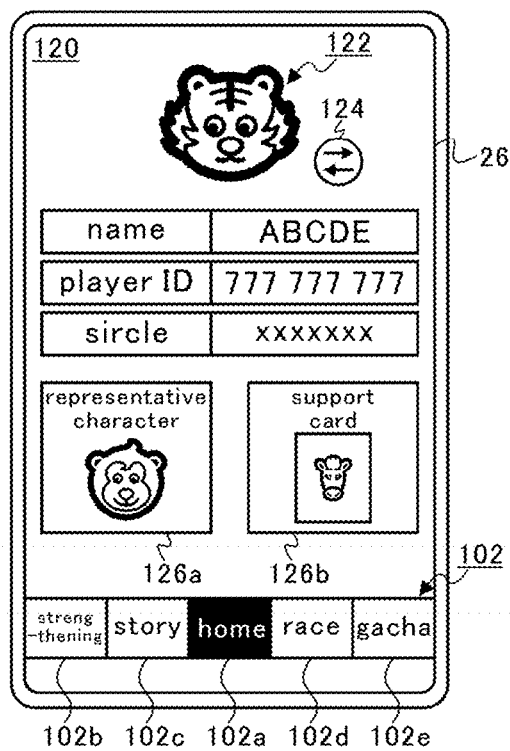 120
122
124
26
name ABCDE
player ID 777 777 777
sircle xxxxxxx
representative
character
support
card
126a 126b
102
streng
-thening story home race gacha
102b 102c 102a 102d 102e